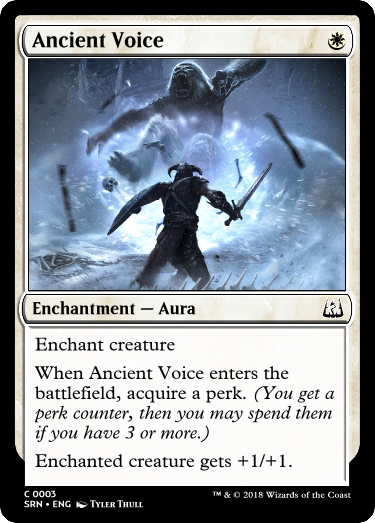 Ancient Voice
Enchantment — Aura
Enchant creature
When Ancient Voice enters the
battlefield, acquire a perk. (You get a
perk counter, then you may spend them
if you have 3 or more.)
Enchanted creature gets +1/+1.
C 0003
SRN • ENG Tyler Thull
™ & © 2018 Wizards of the Coast